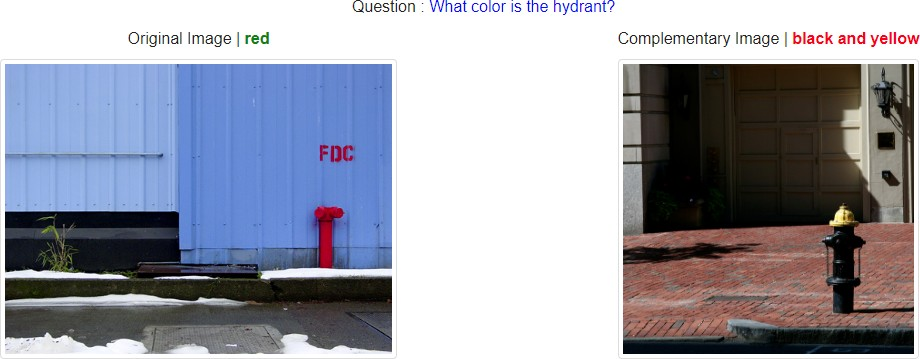 Question : What color is the hydrant?
Original Image | red
Complementary Image | black and yellow
FDC